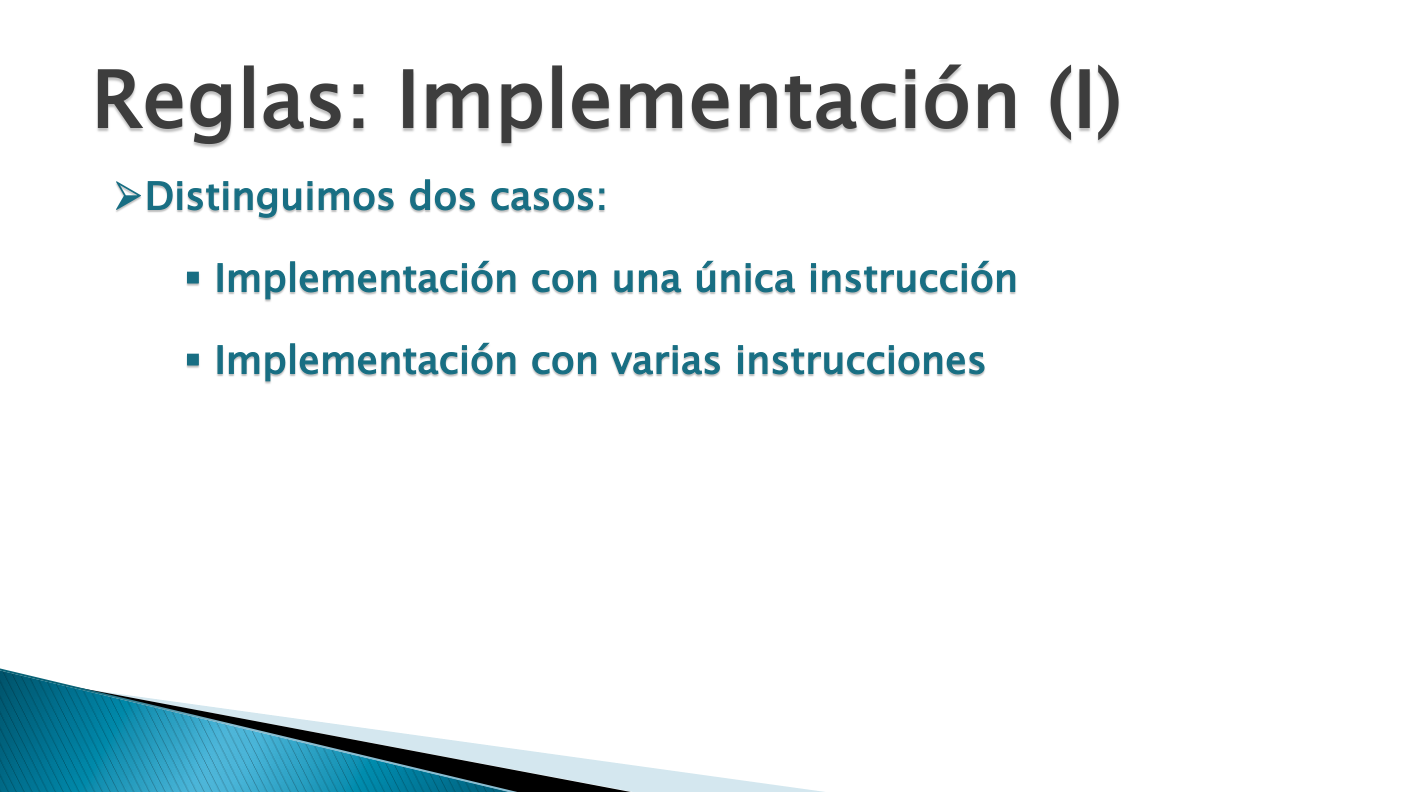 Reglas: Implementación (I)
➢Distinguimos dos casos:
▪ Implementación con una única instrucción
▪ Implementación con varias instrucciones